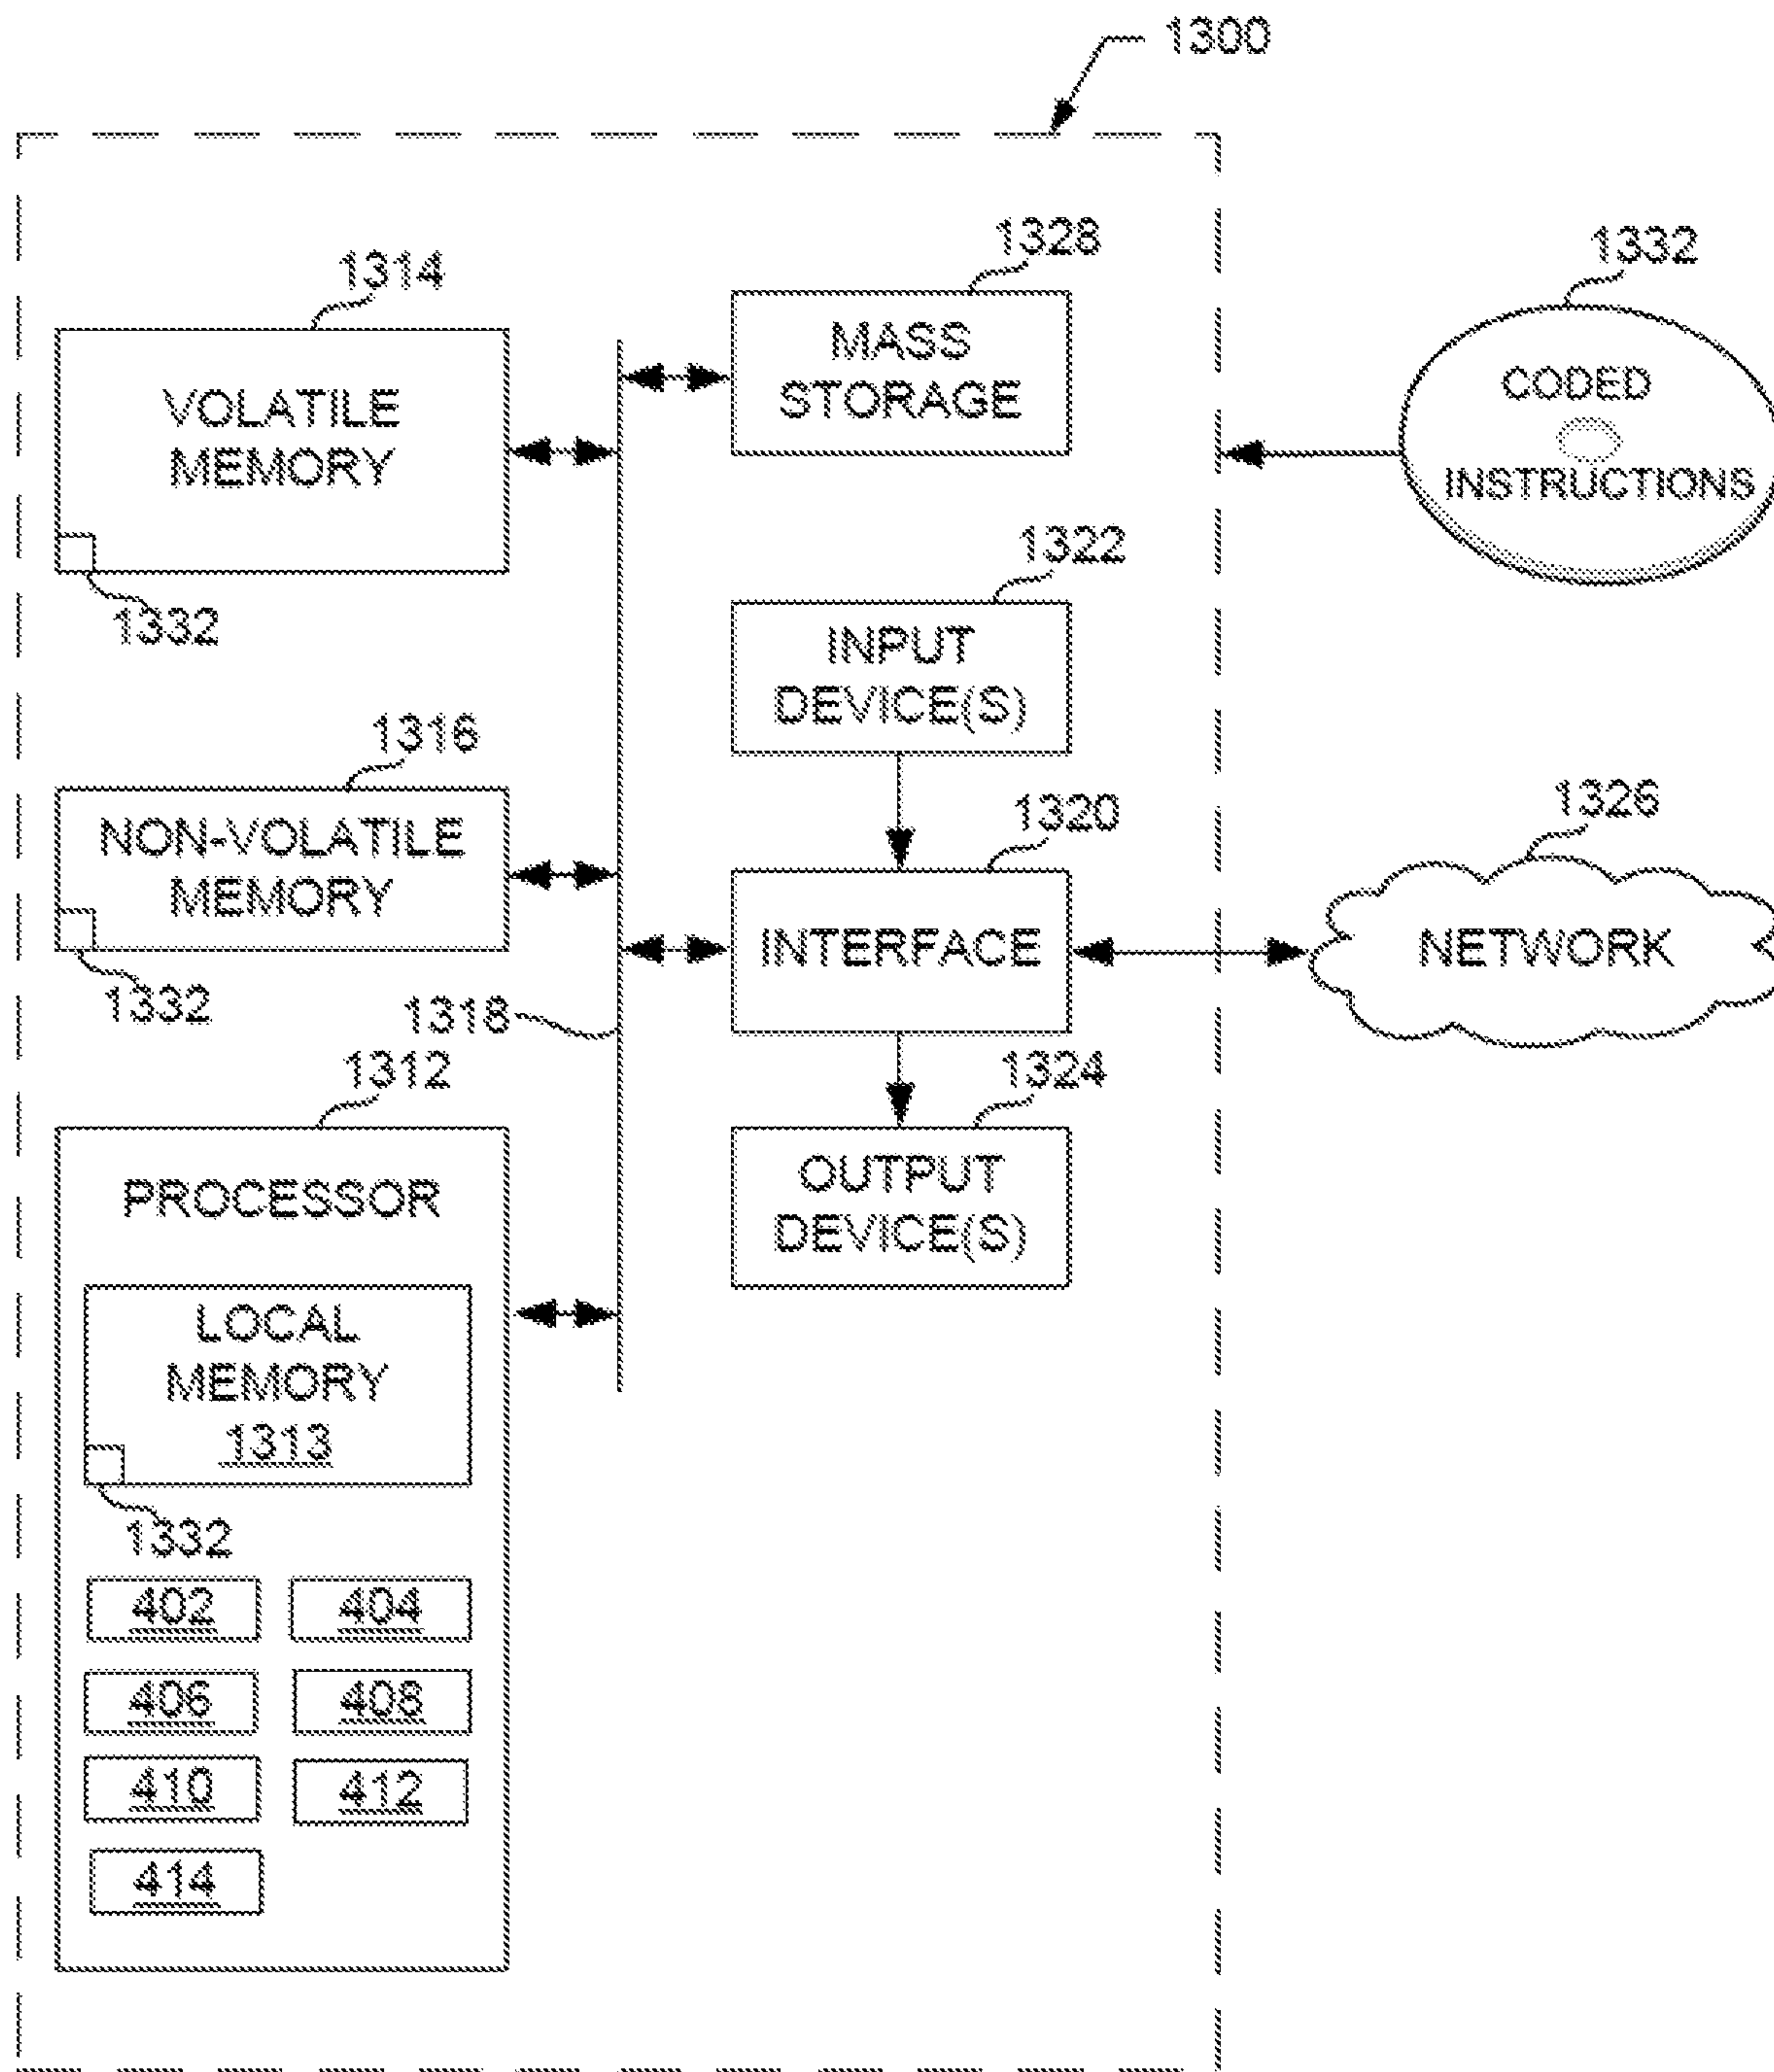 1300
1328
1332
1314
MASS
STORAGE
CODED
INSTRUCTIONS
VOLATILE
MEMORY
1322
1332
INPUT
DEVICE(S)
1316
1320
1326
NON-VOLATILE
MEMORY
INTERFACE
NETWORK
1332
1318
1312
1324
PROCESSOR
OUTPUT
DEVICE(S)
LOCAL
MEMORY
1313
1332
402
404
406
408
410
412
414